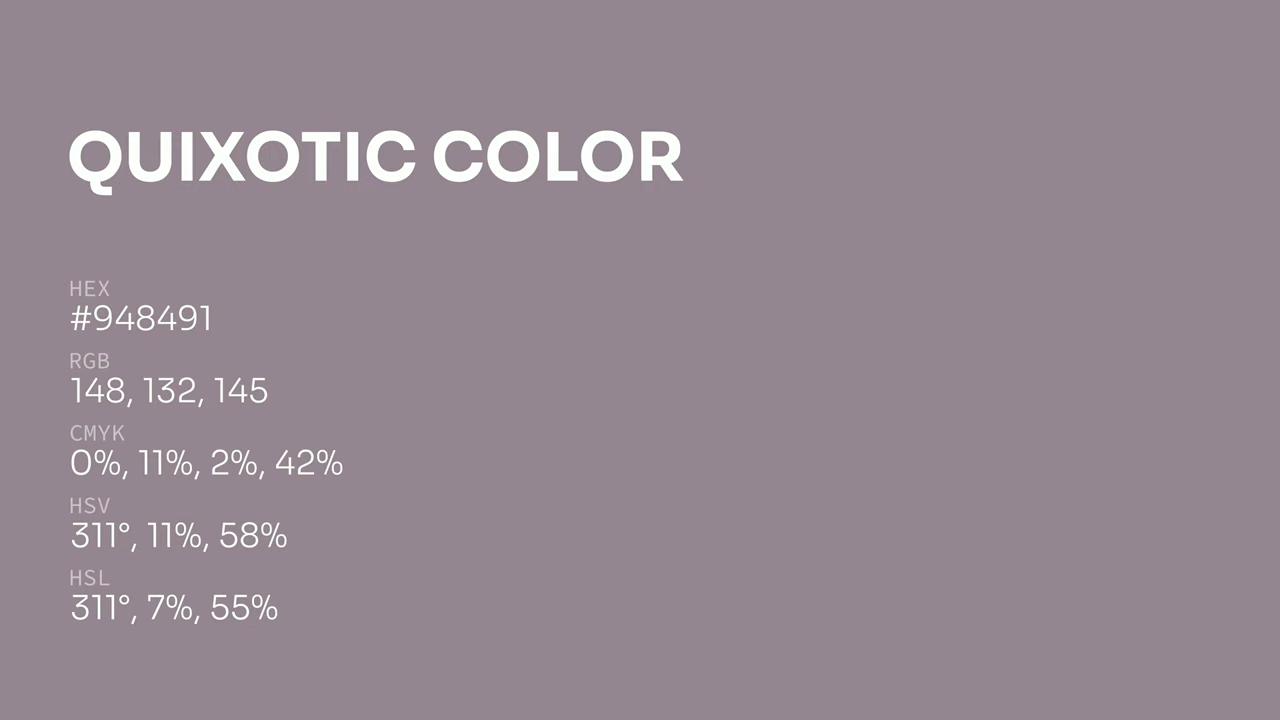 QUIXOTIC COLOR
HEX
#948491
RGB
148, 132, 145
CMYK
0%, 11%, 2%, 42%
HSV
311°, 11%, 58%
HSL
311°, 7%, 55%